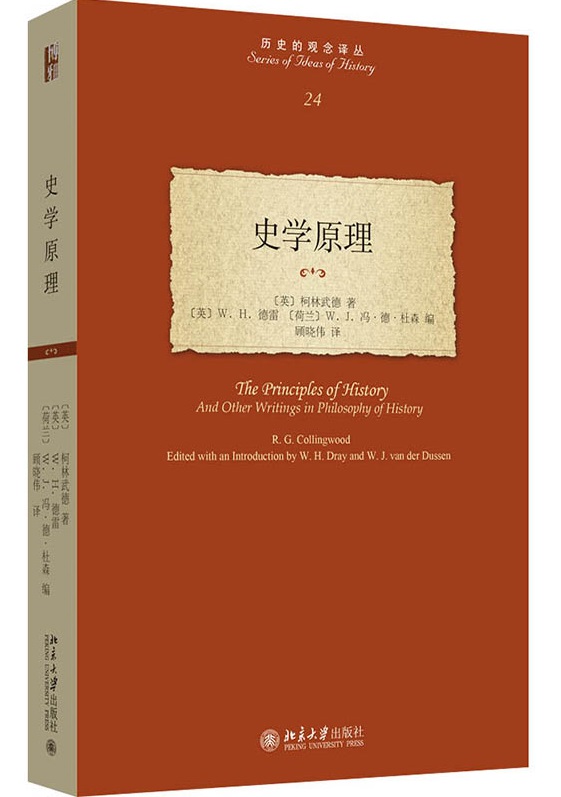 历史的观念译丛
Series of Ideas of History
24
史学原理
〔英〕柯林武德 著
〔英〕W. H. 德雷 〔荷兰〕W. J. 冯·德·杜森 编
顾晓伟 译
The Principles of History
And Other Writings in Philosophy of History
R. G. Collingwood
Edited with an Introduction by W. H. Dray and W. J. van der Dussen
北京大学出版社
PEKING UNIVERSITY PRESS
史学原理
〔英〕 柯林武德 著
〔英〕 W. H. 德雷
〔荷兰〕 W. J. 冯·德·杜森 编
顾晓伟 译
北京大学出版社
PEKING UNIVERSITY PRESS